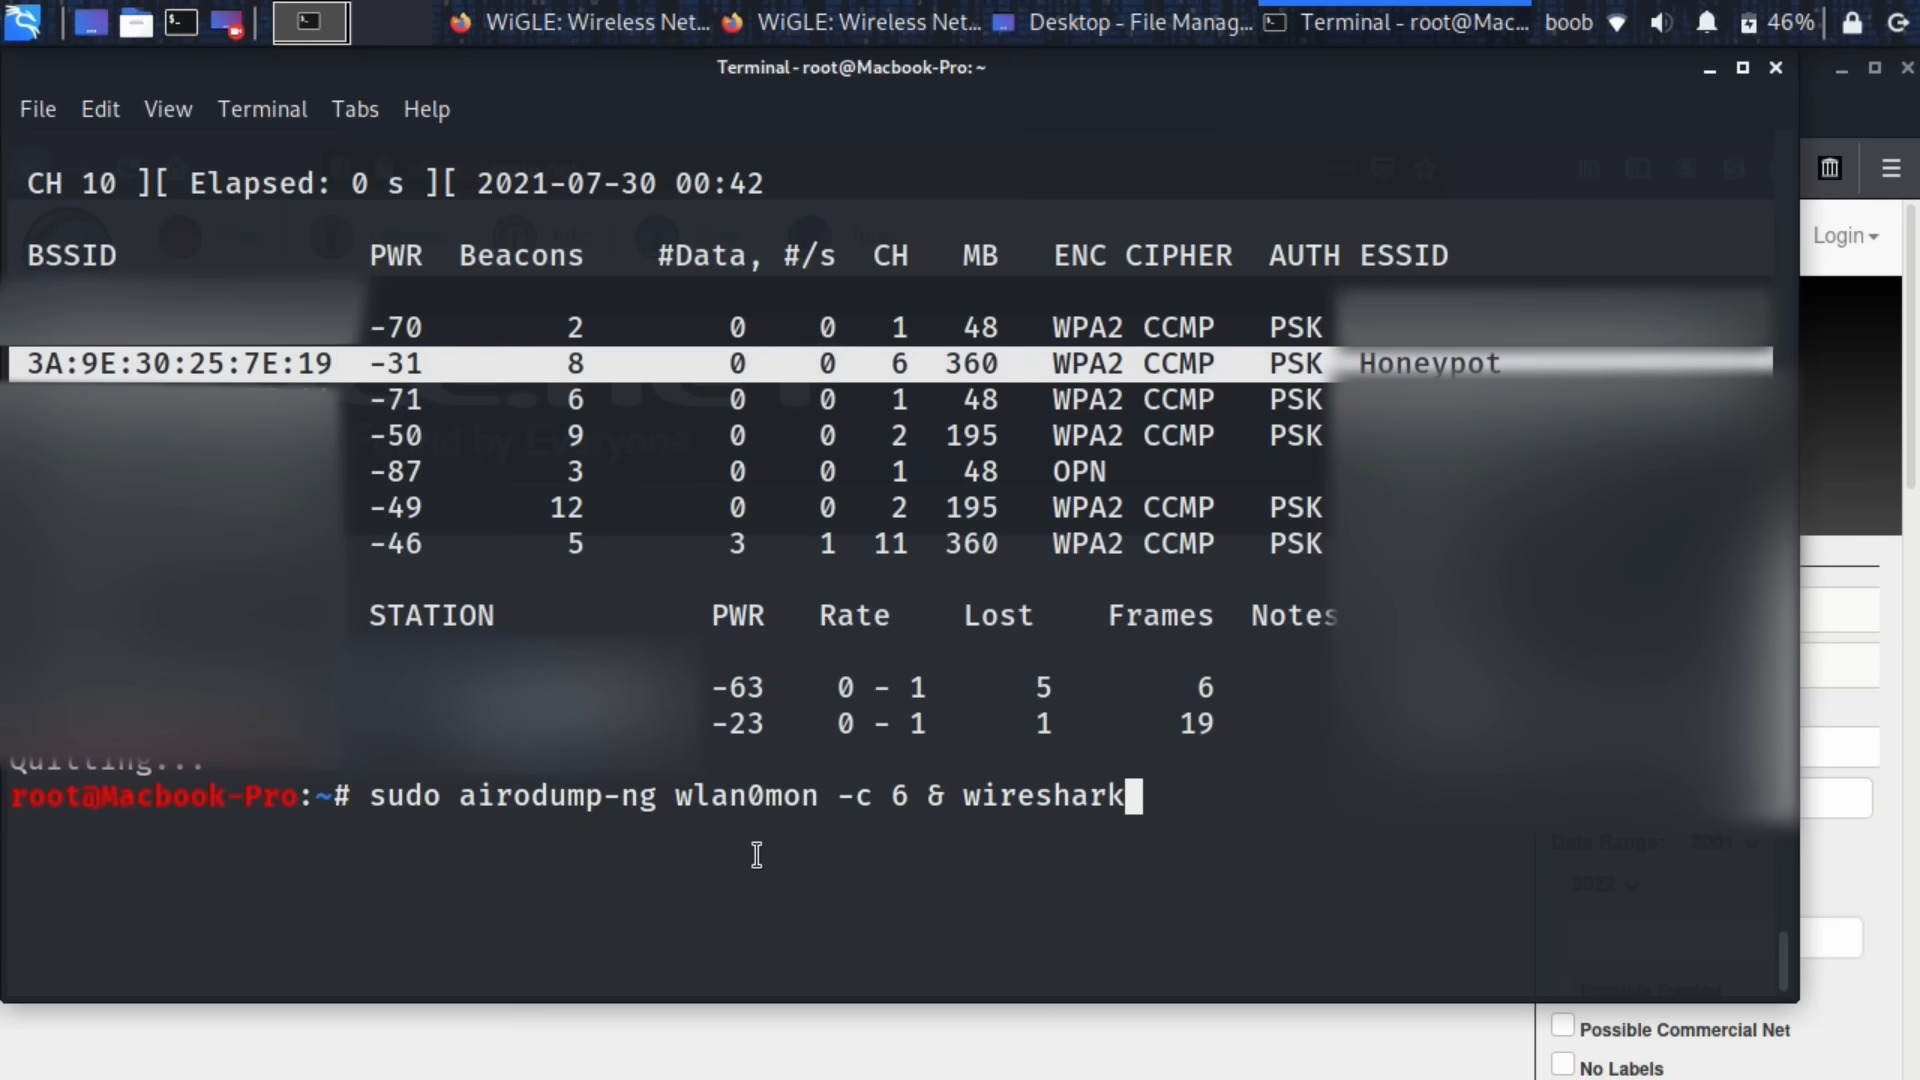 WiGLE: Wireless Net... WiGLE: Wireless Net... Desktop - File Manag... Terminal - root@Mac... boob 46%
Terminal - root@Macbook-Pro: ~
File Edit View Terminal Tabs Help
CH 10 ][ Elapsed: 0 s ][ 2021-07-30 00:42
Login
BSSID PWR Beacons #Data, #/s CH MB ENC CIPHER AUTH ESSID
-70 2 0 0 1 48 WPA2 CCMP PSK
3A:9E:30:25:7E:19 -31 8 0 0 6 360 WPA2 CCMP PSK Honeypot
-71 6 0 0 1 48 WPA2 CCMP PSK
-50 9 0 0 2 195 WPA2 CCMP PSK
-87 3 0 0 1 48 OPN
-49 12 0 0 2 195 WPA2 CCMP PSK
-46 5 3 1 11 360 WPA2 CCMP PSK
STATION PWR Rate Lost Frames Notes
-63 0 - 1 5 6
-23 0 - 1 1 19
Quitting...
root@Macbook-Pro:~# sudo airodump-ng wlan0mon -c 6 & wireshark
Date Range: 2001
2022
Possible Commercial Net
No Labels